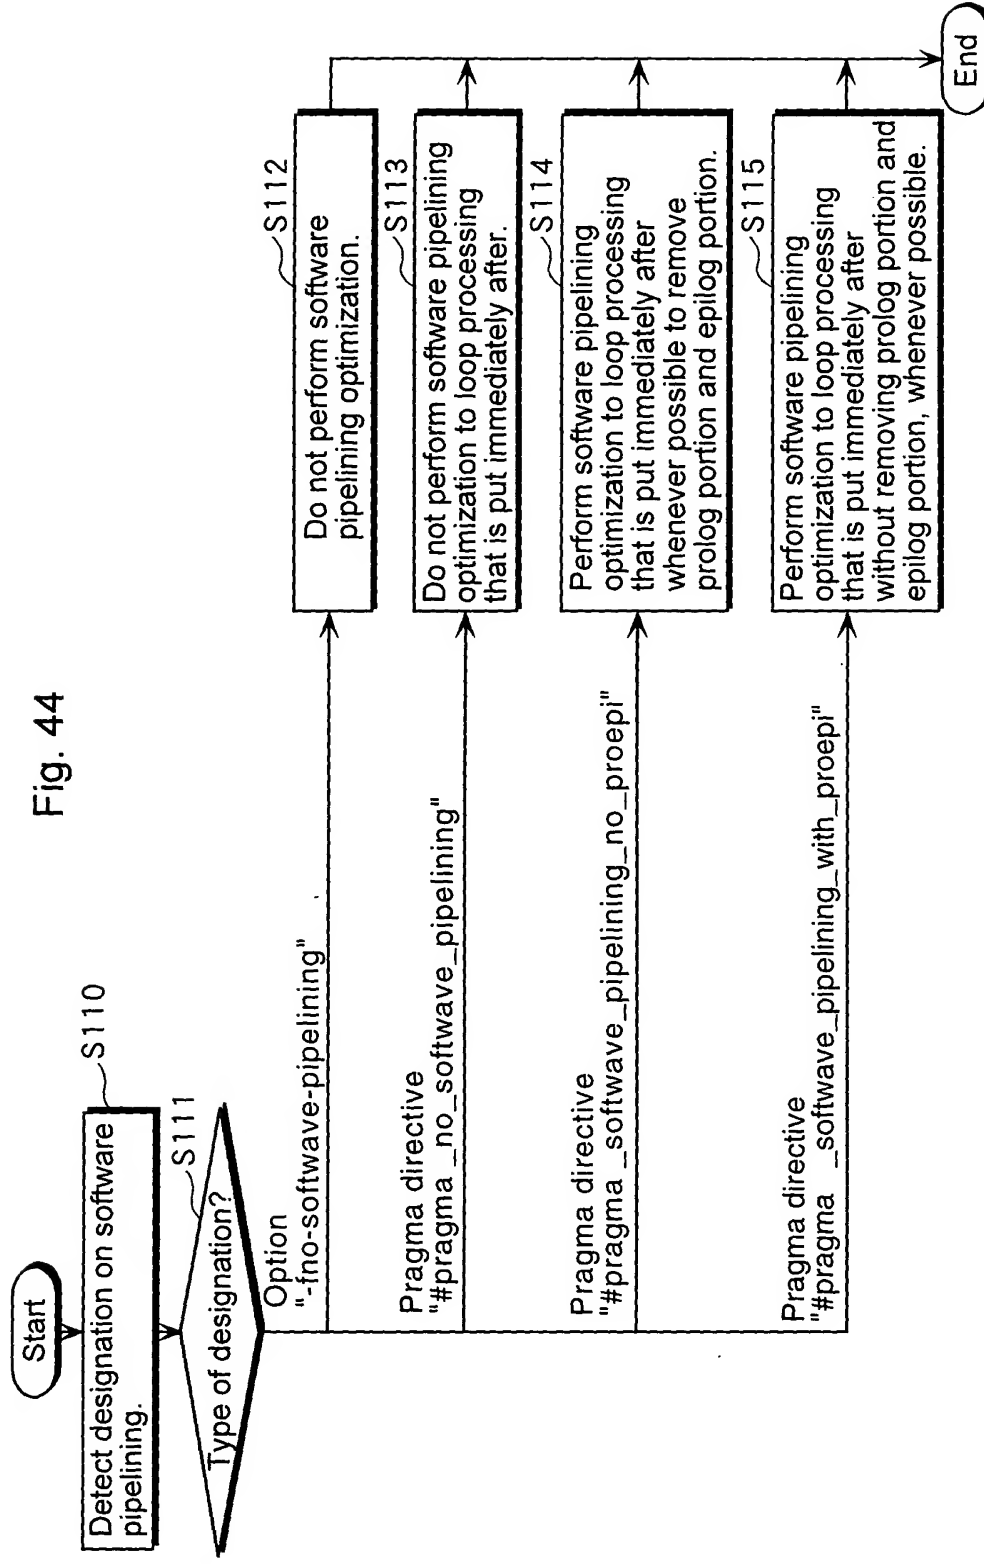 Fig. 44
Start
Detect designation on software
pipelining.
S110
Type of designation?
S111
Option
"-fno-softwave-pipelining"
Do not perform software
pipelining optimization.
S112
Pragma directive
"#pragma _no_softwave_pipelining"
Do not perform software pipelining
optimization to loop processing
that is put immediately after.
S113
Pragma directive
"#pragma _softwave_pipelining_no_proepi"
Perform software pipelining
optimization to loop processing
that is put immediately after
whenever possible to remove
prolog portion and epilog portion.
S114
Pragma directive
"#pragma _softwave_pipelining_with_proepi"
Perform software pipelining
optimization to loop processing
that is put immediately after
without removing prolog portion and
epilog portion, whenever possible.
S115
End